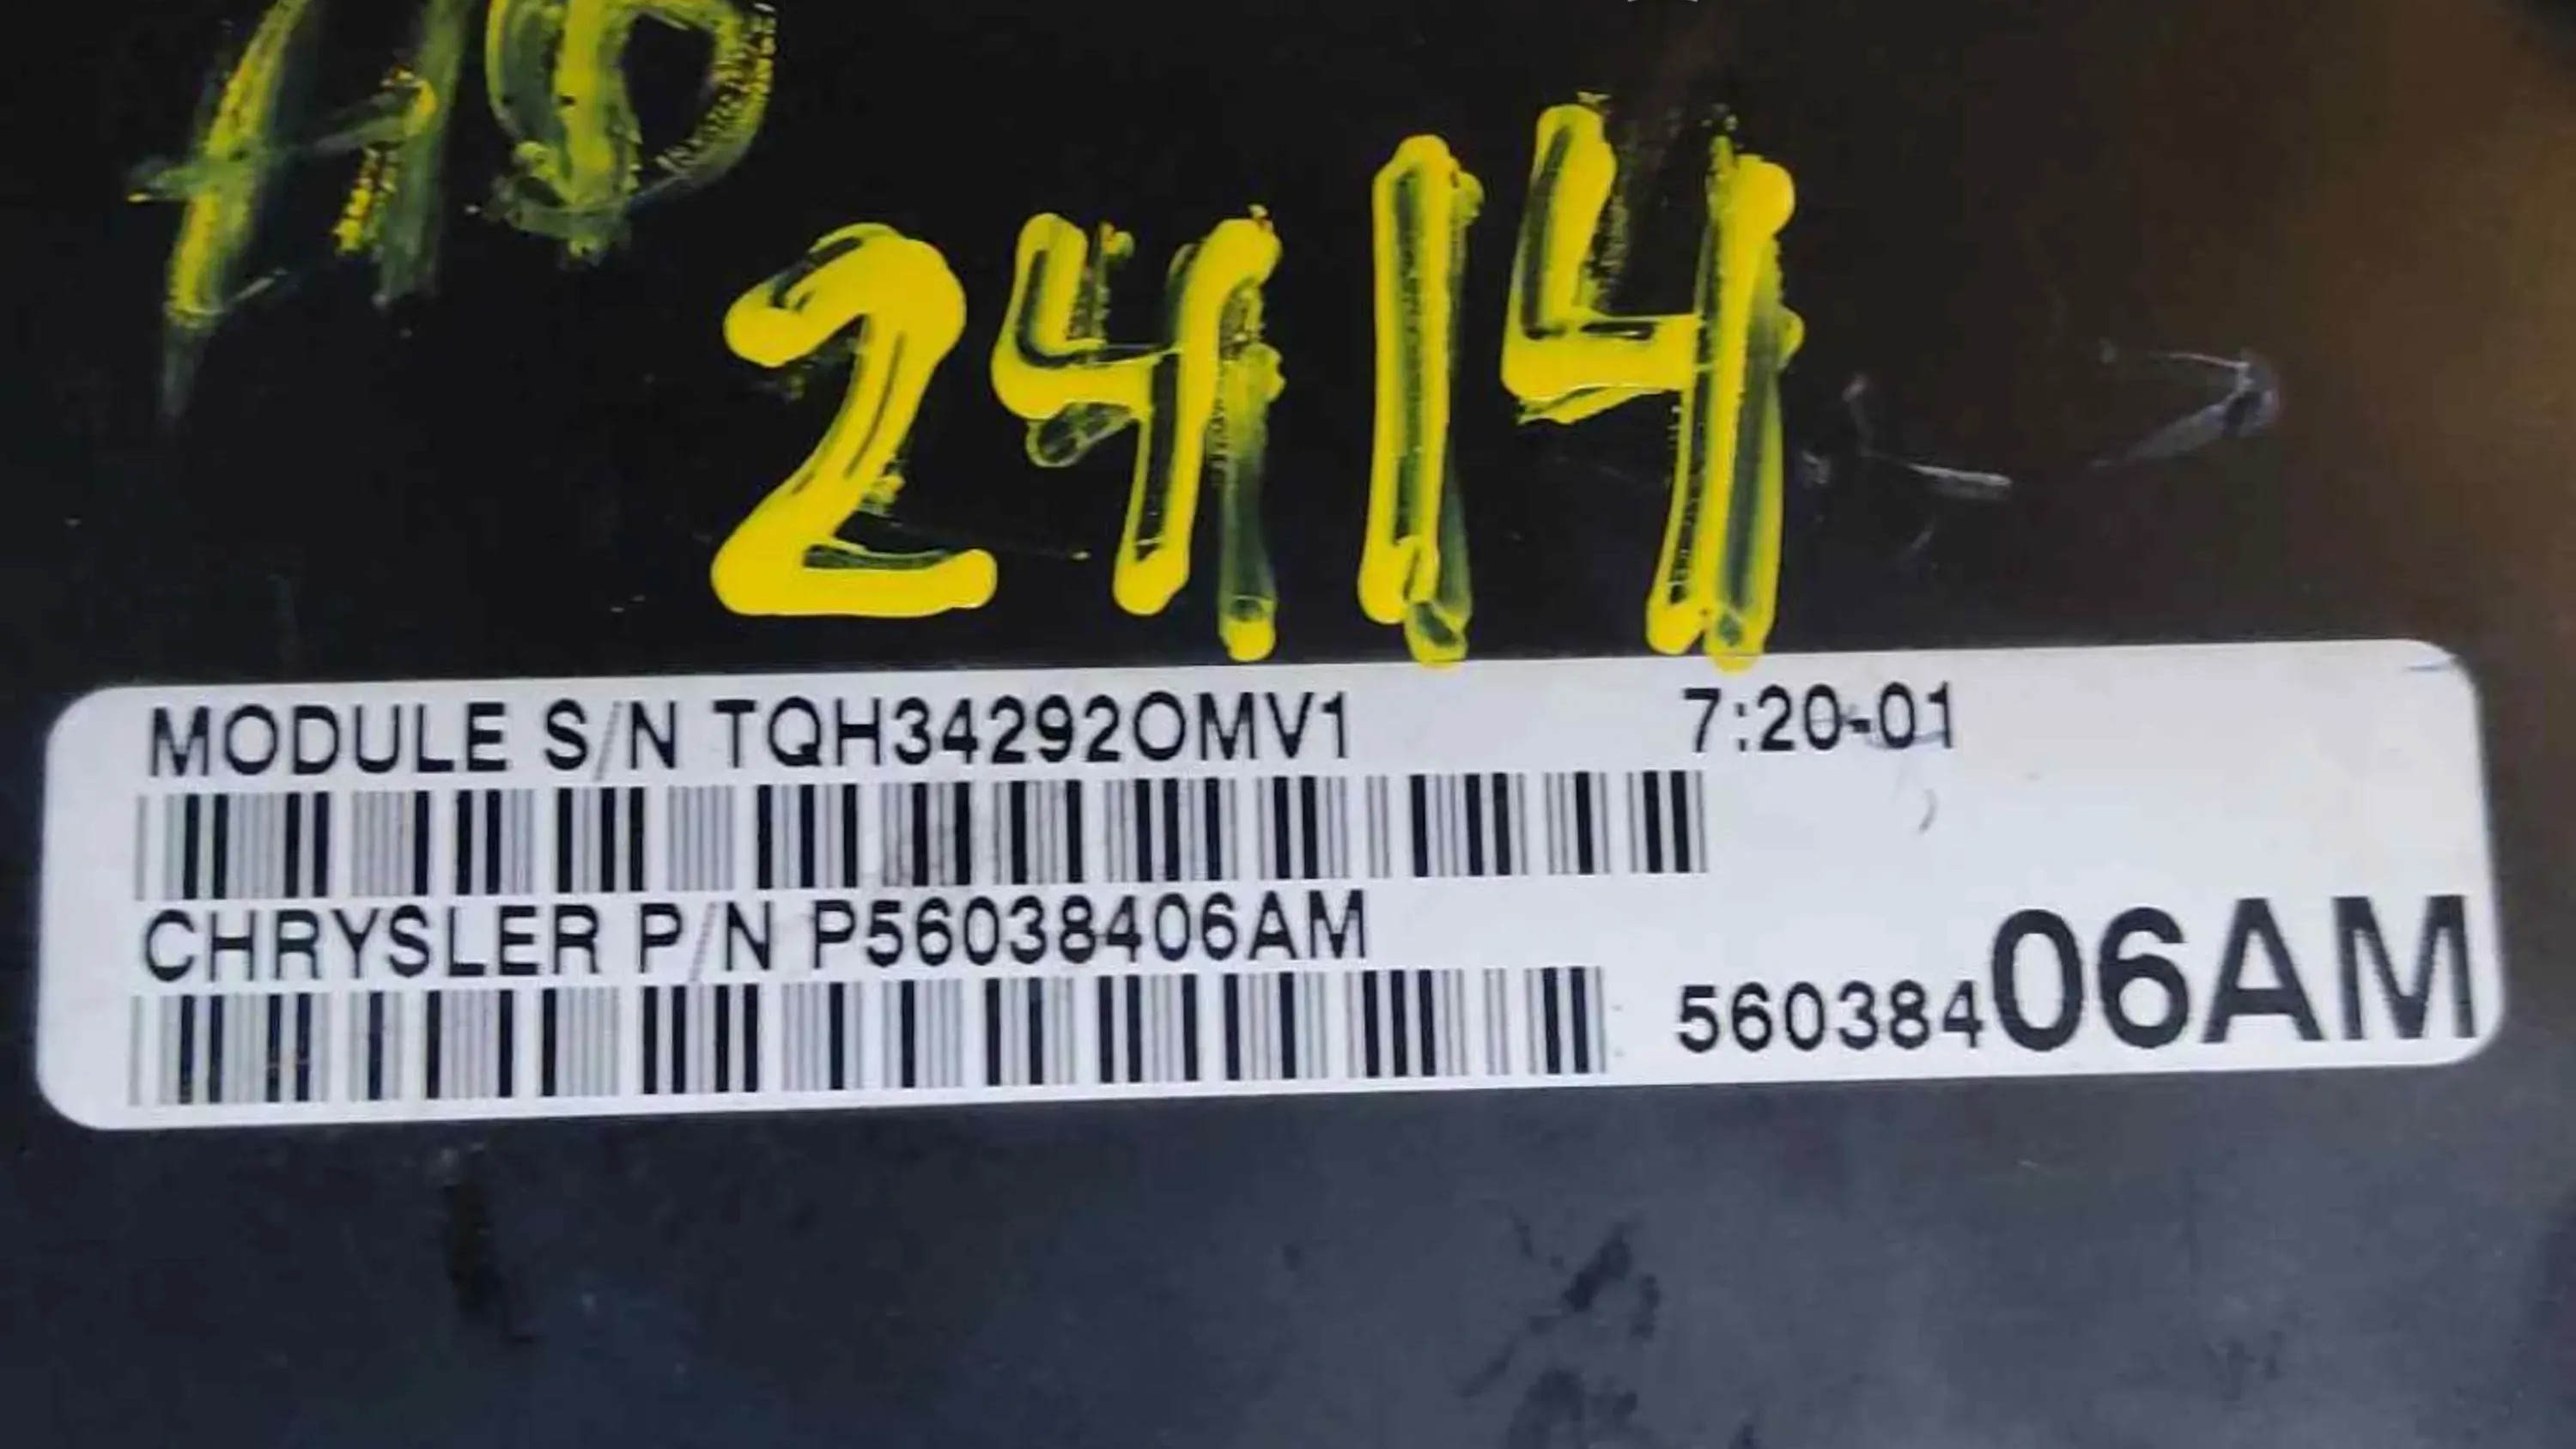 2414
MODULE S/N TQH34292OMV1 7:20-01
CHRYSLER P/N P56038406AM
56038406AM